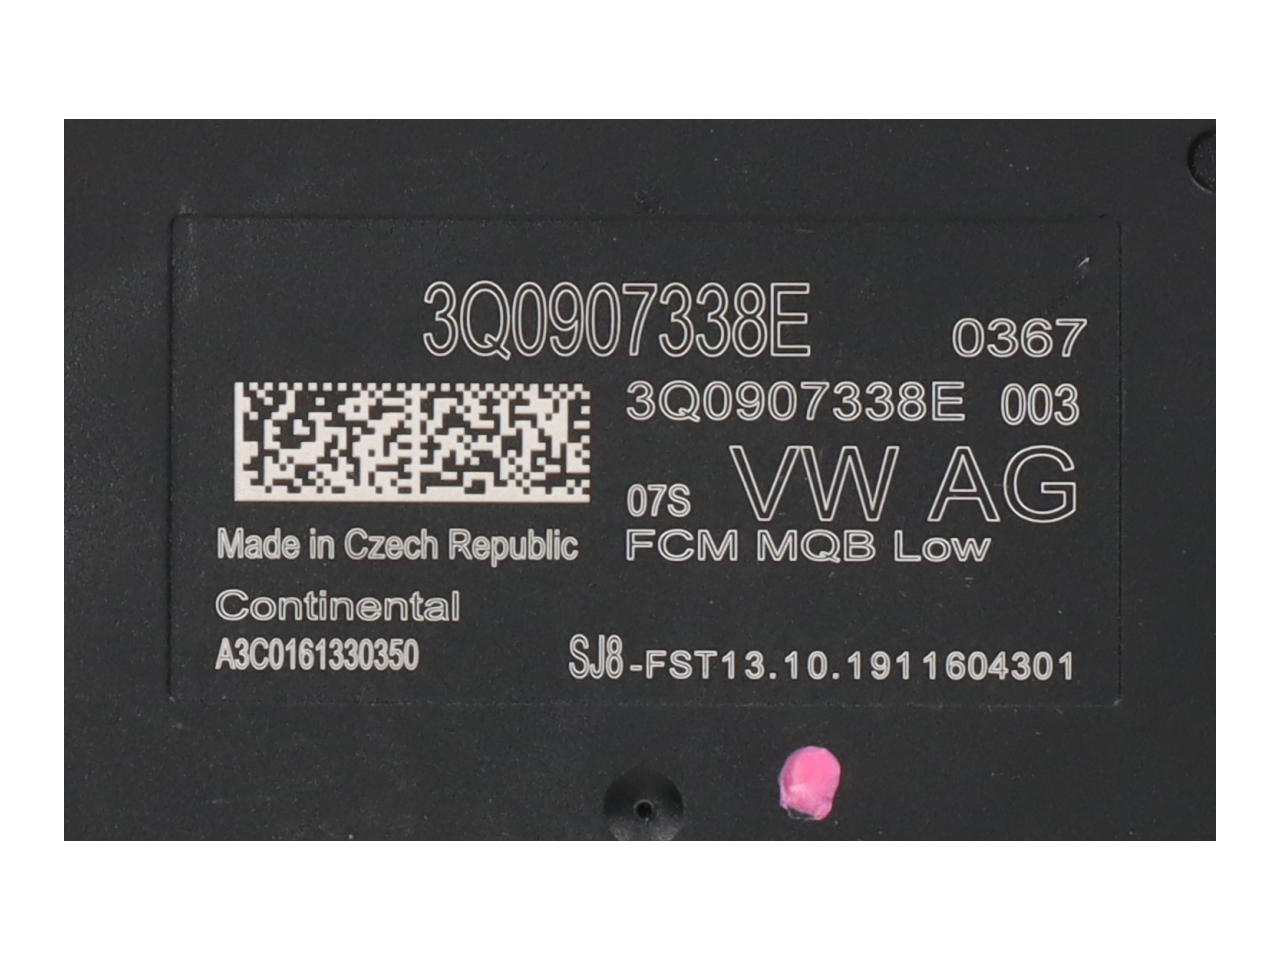 3Q0907338E
0367
3Q0907338E 003
07S VW AG
Made in Czech Republic
FCM MQB Low
Continental
A3C0161330350
SJ8-FST13.10.1911604301